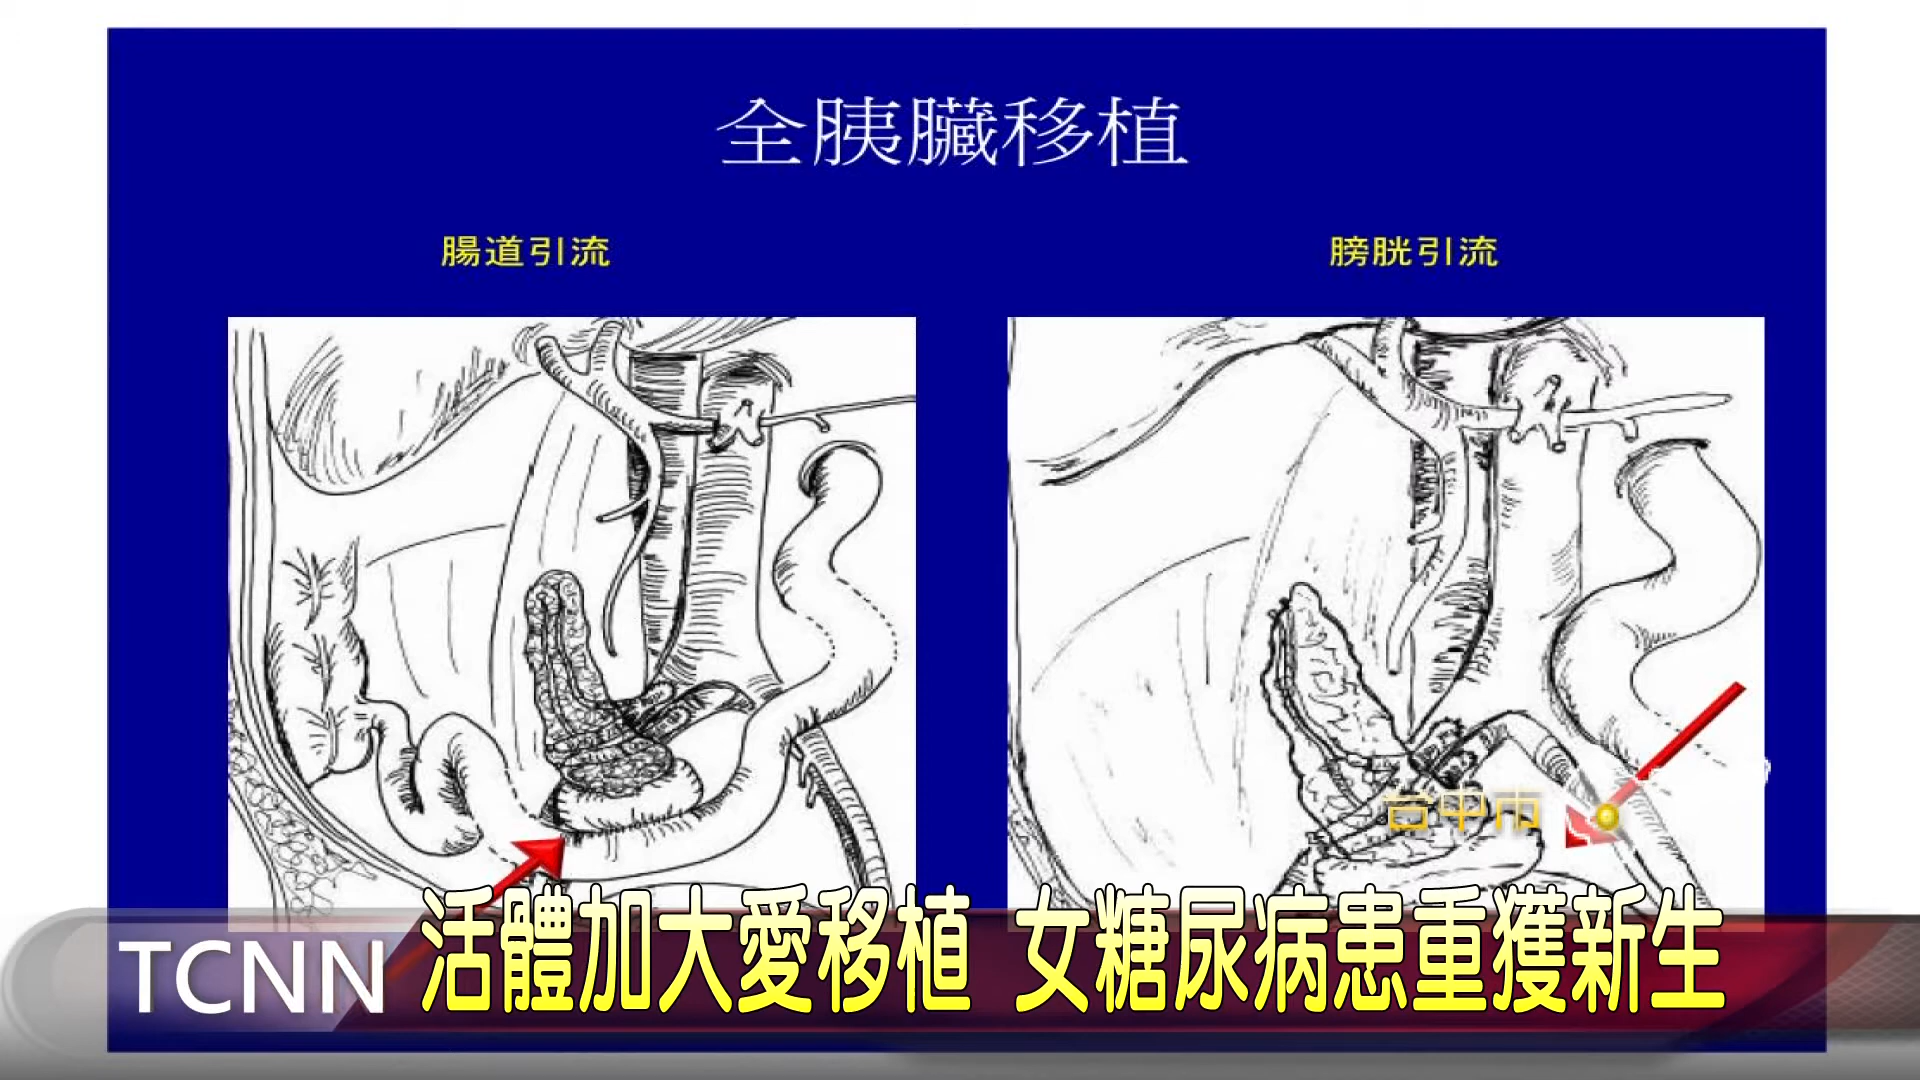 全胰臟移植
腸道引流
膀胱引流
台中市
TCNN
活體加大愛移植 女糖尿病患重獲新生